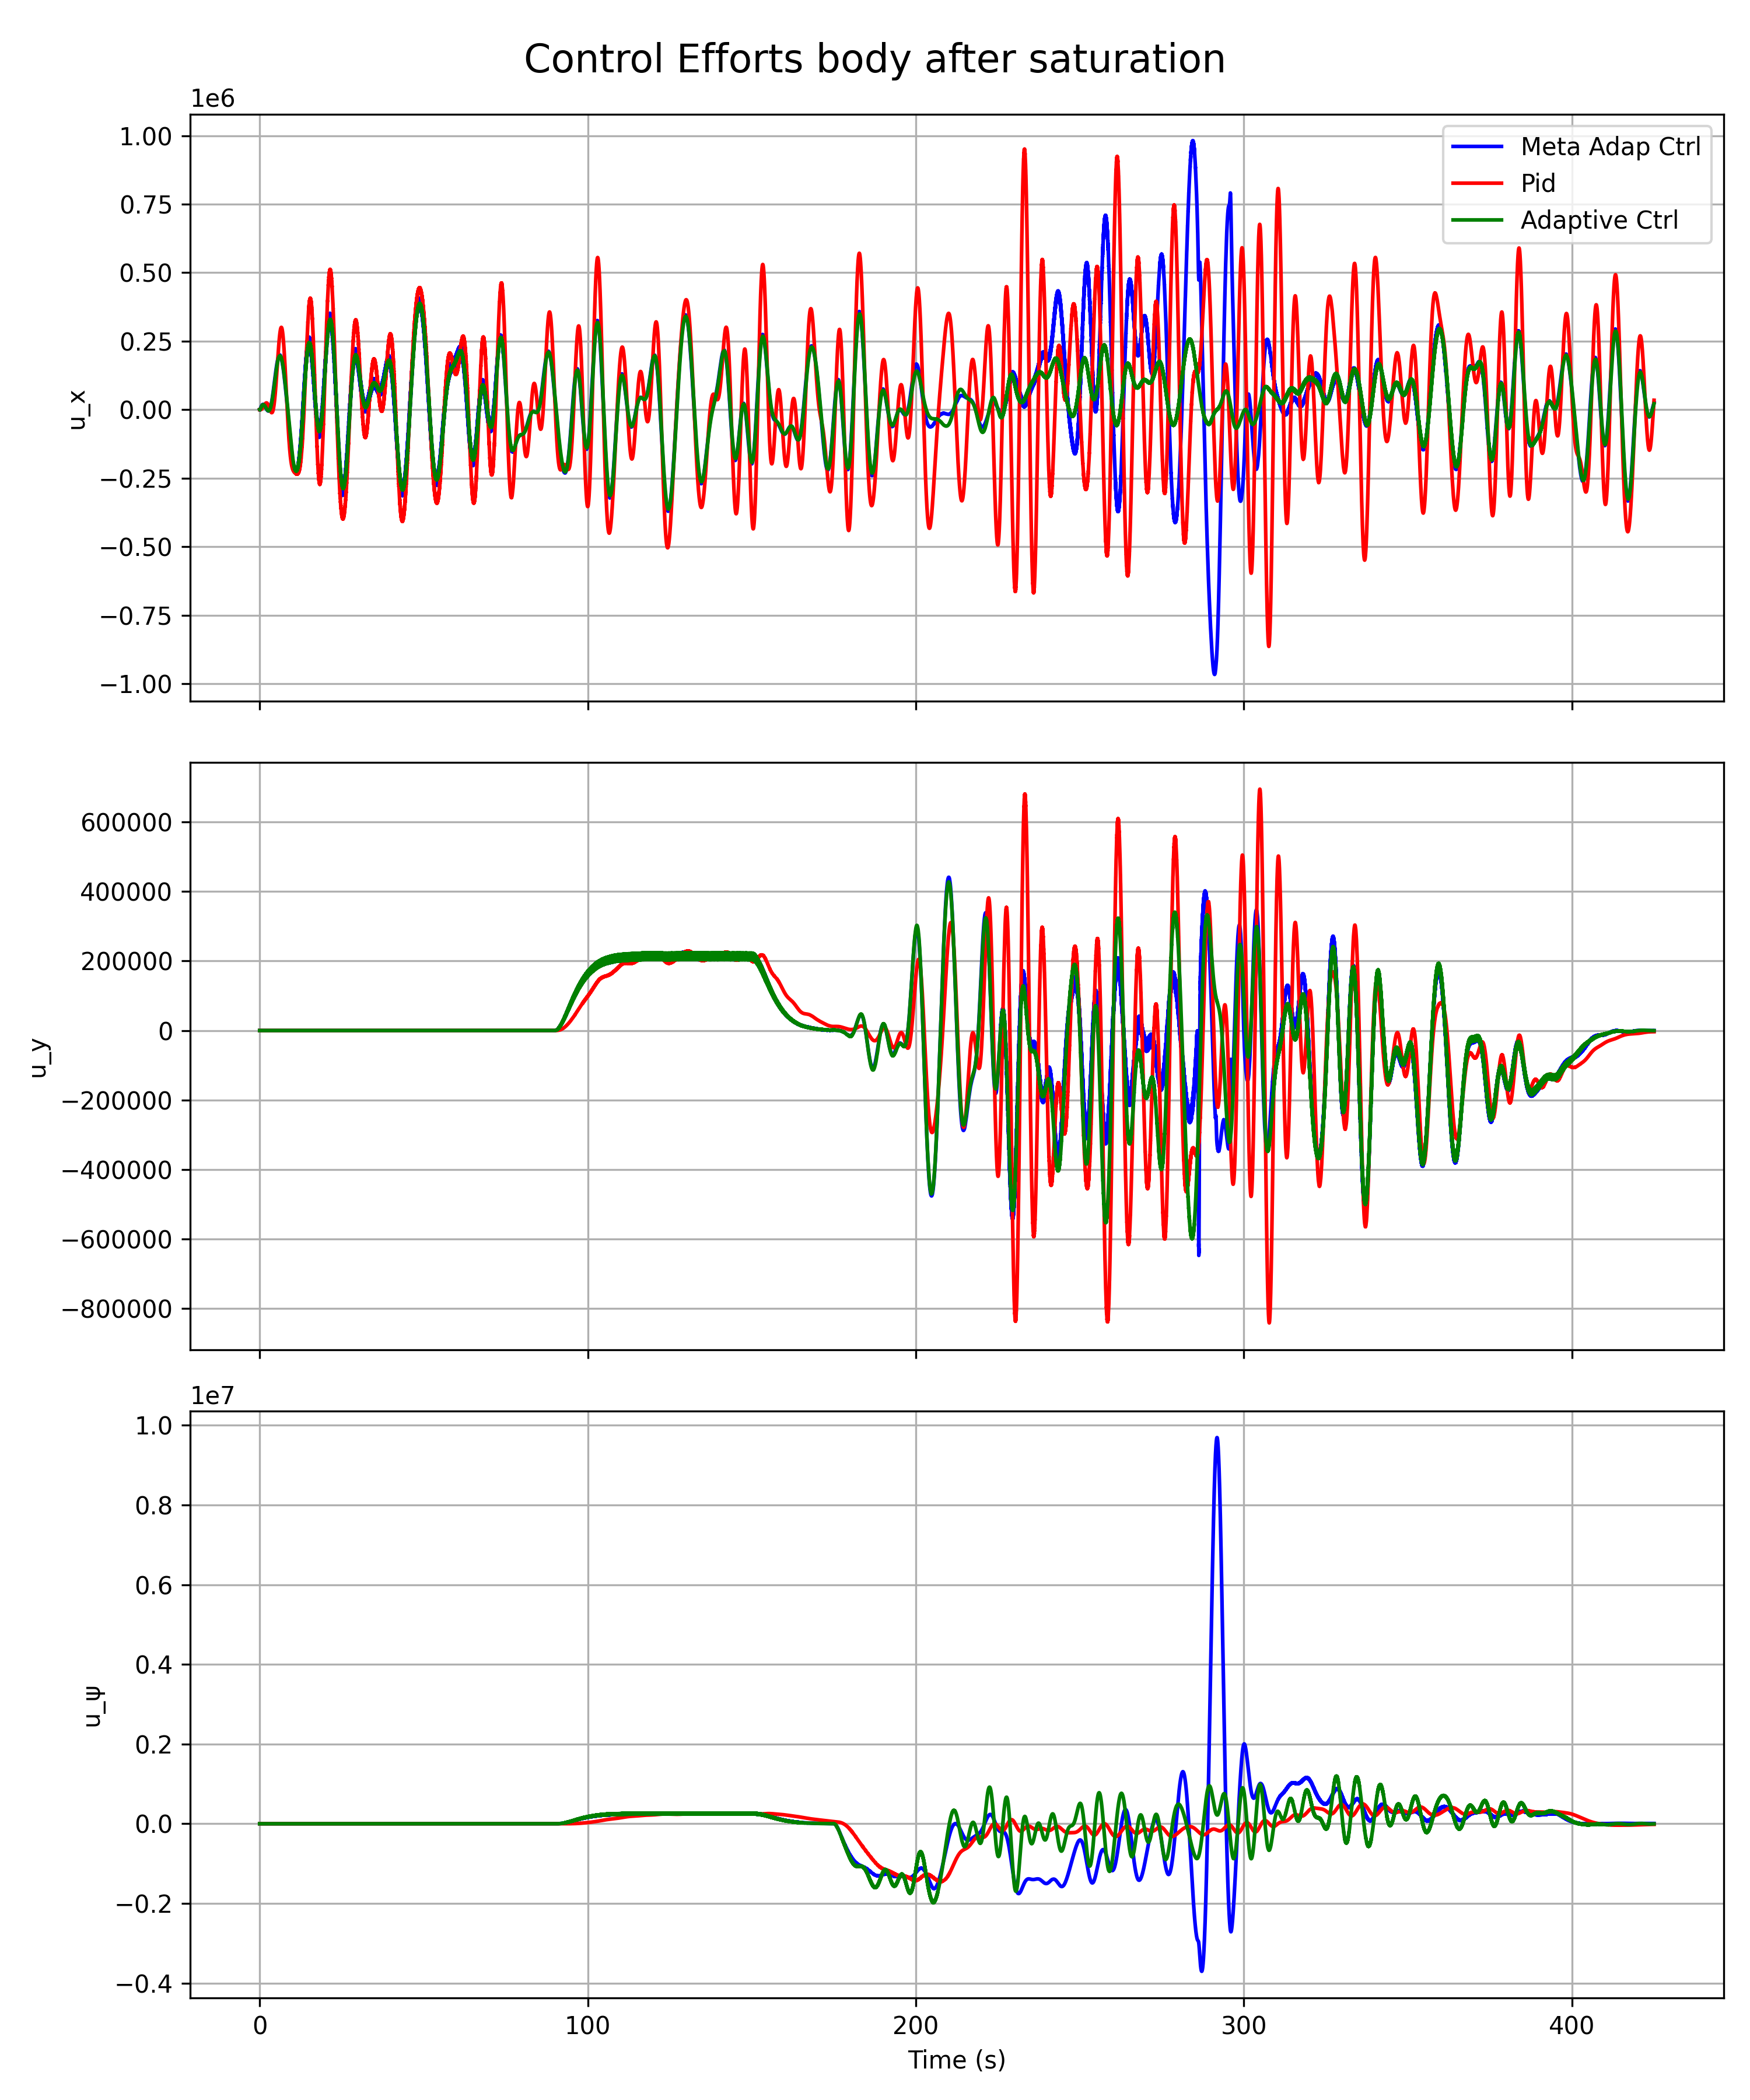 Control Efforts body after saturation
1e6
1.00
0.75
0.50
0.25
0.00
−0.25
−0.50
−0.75
−1.00
u_x
Meta Adap Ctrl
Pid
Adaptive Ctrl
600000
400000
200000
0
−200000
−400000
−600000
−800000
u_y
1e7
1.0
0.8
0.6
0.4
0.2
0.0
−0.2
−0.4
u_ψ
0 100 200 300 400
Time (s)